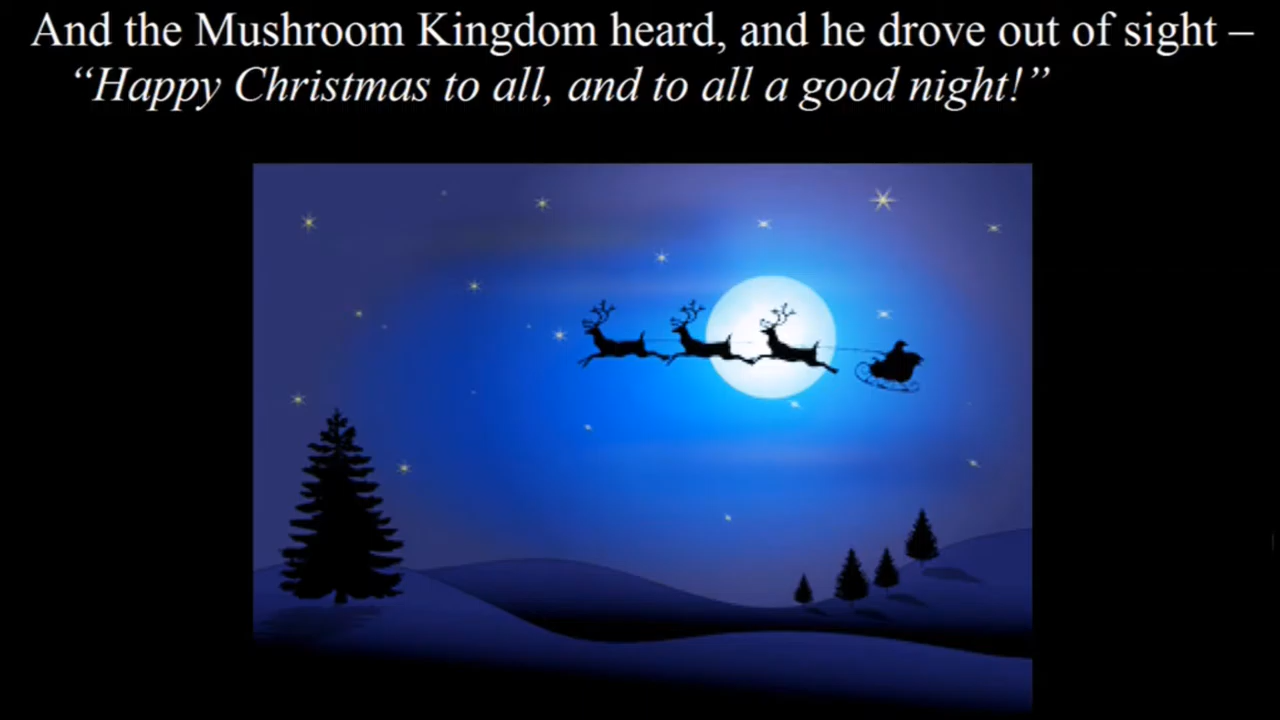 And the Mushroom Kingdom heard, and he drove out of sight –
“Happy Christmas to all, and to all a good night!”